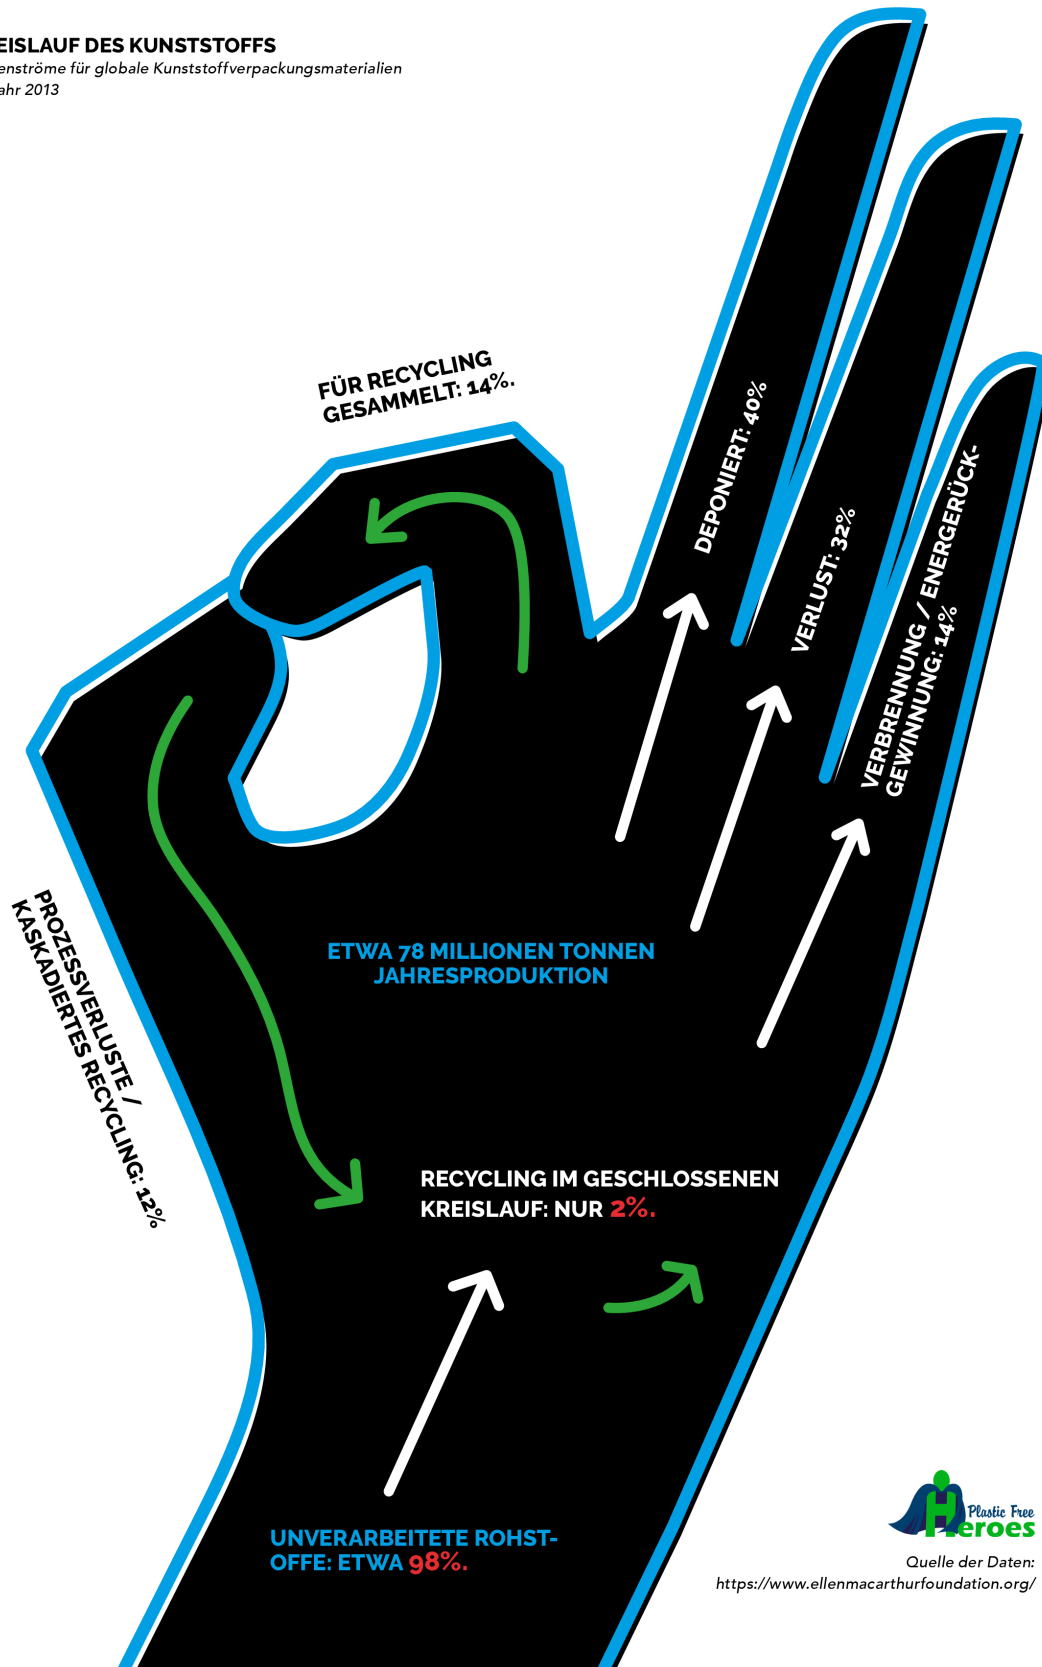 EISLAUF DES KUNSTSTOFFS
enströme für globale Kunststoffverpackungsmaterialien
ahr 2013
FÜR RECYCLING
GESAMMELT: 14%.
DEPONIERT: 40%
VERLUST: 32%
VERBRENNUNG / ENERGERÜCK-
GEWINNUNG: 14%
PROZESSVERLUSTE /
KASKADIERTES RECYCLING: 12%
ETWA 78 MILLIONEN TONNEN
JAHRESPRODUKTION
RECYCLING IM GESCHLOSSENEN
KREISLAUF: NUR 2%.
UNVERARBEITETE ROHST-
OFFE: ETWA 98%.
Plastic Free
Heroes
Quelle der Daten:
https://www.ellenmacarthurfoundation.org/